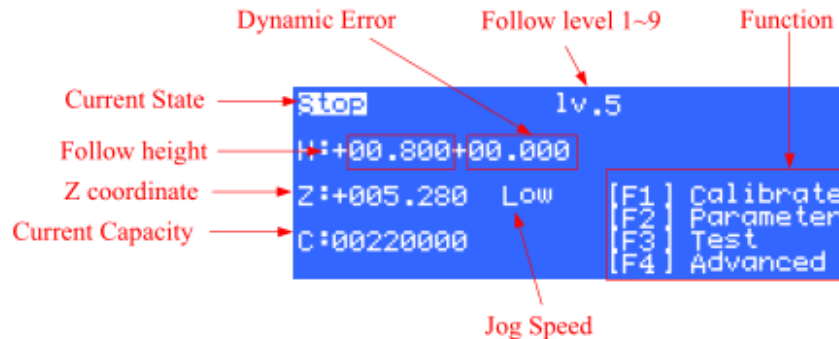 Dynamic Error Follow level 1~9 Function
Current State Stop lv.5
Follow height H:+00.800+00.000
Z coordinate Z:+005.280 Low [F1] Calibrate
[F2] Parameter
Current Capacity C:00220000 [F3] Test
[F4] Advanced
Jog Speed